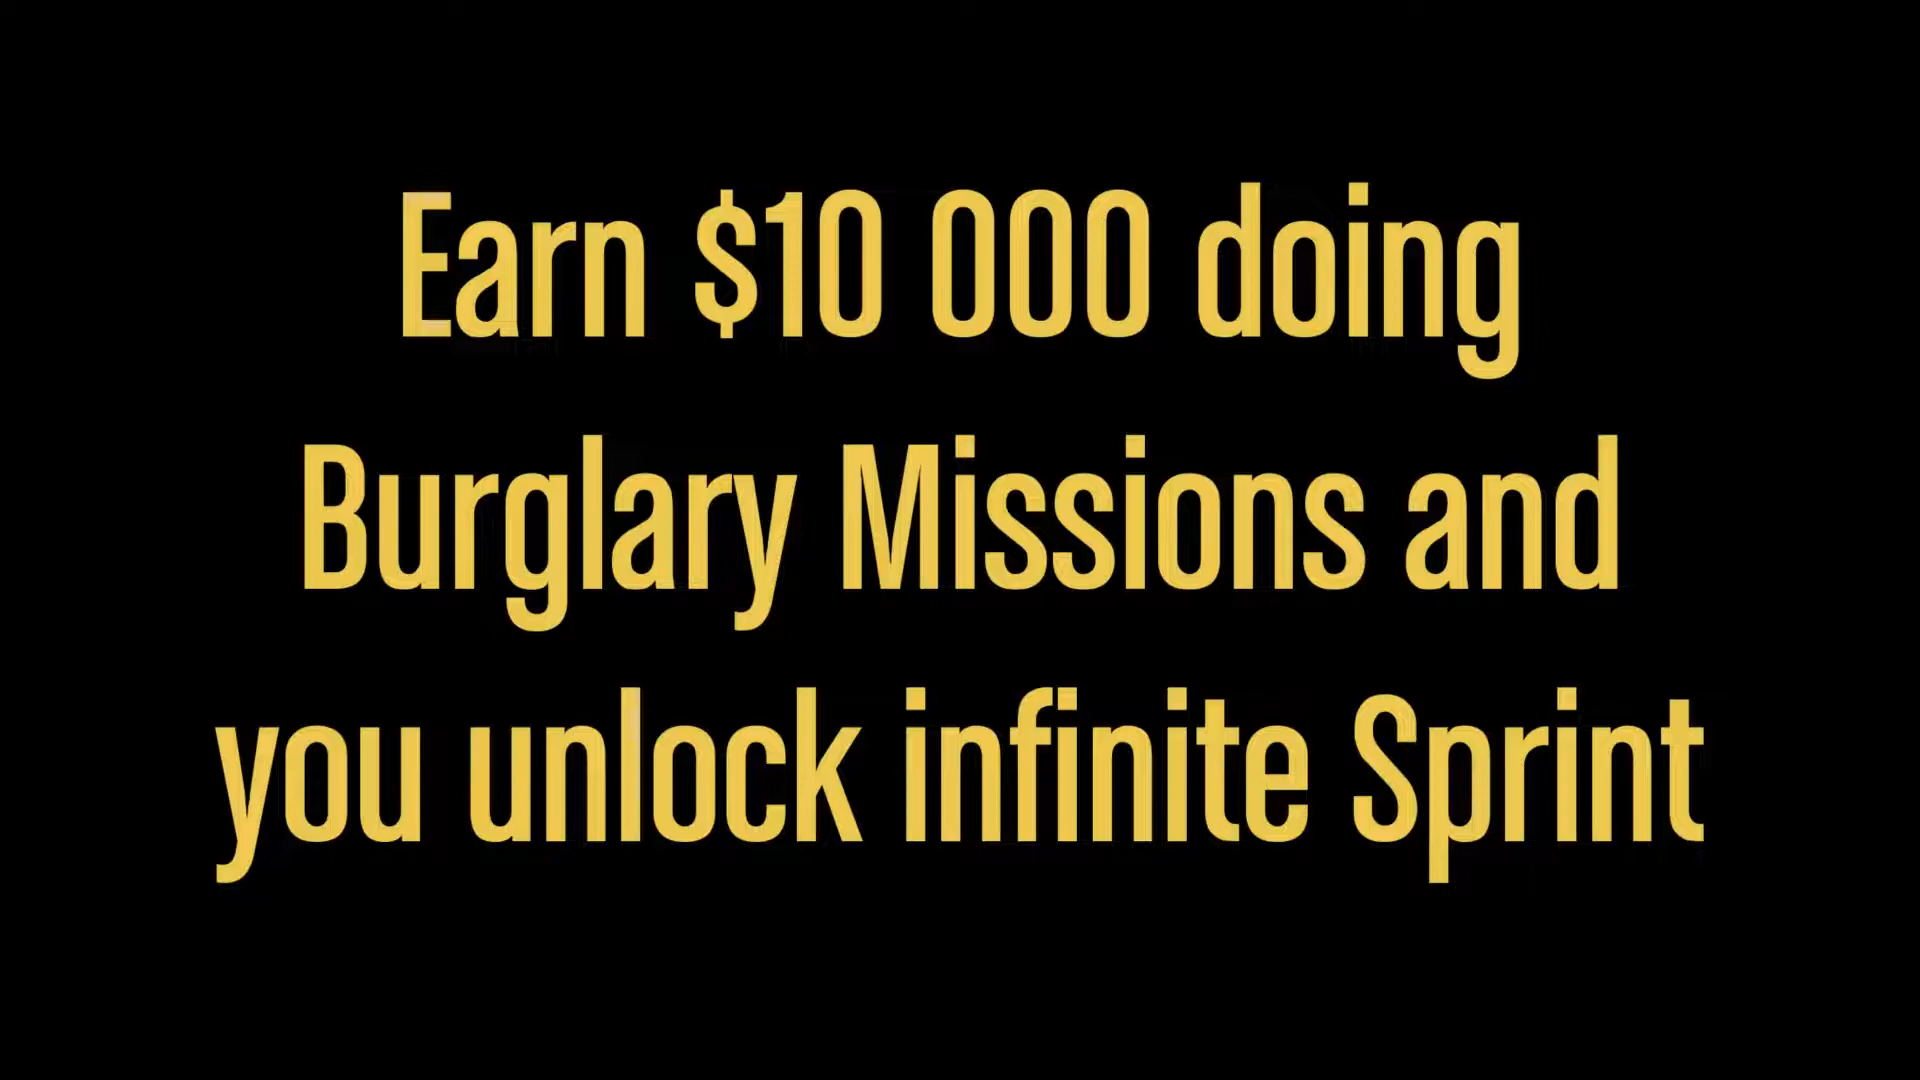 Earn $10 000 doing
Burglary Missions and
you unlock infinite Sprint